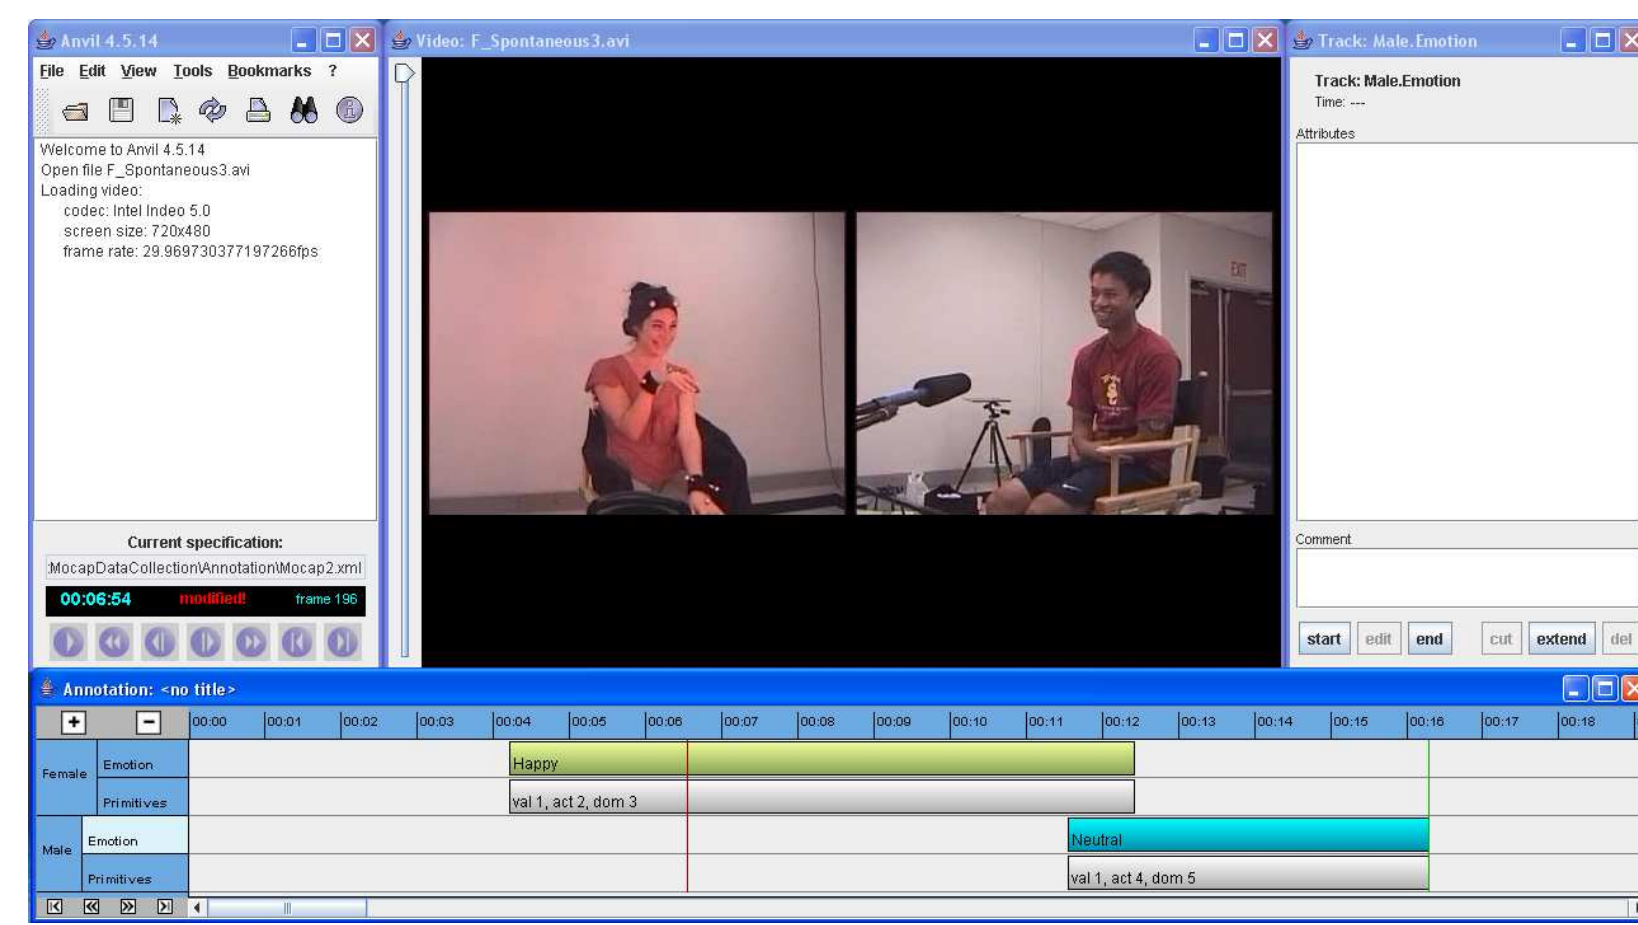 Anvil 4.5.14
File Edit View Tools Bookmarks ?
Welcome to Anvil 4.5.14
Open file F_Spontaneous3.avi
Loading video:
codec: Intel Indeo 5.0
screen size: 720x480
frame rate: 29.969730377197266fps
Current specification:
:MocapDataCollection\Annotation\Mocap2.xml
00:06:54 modified! frame 196
Video: F_Spontaneous3.avi
EXIT
Track: Male.Emotion
Track: Male.Emotion
Time: ---
Attributes
Comment
start edit end cut extend del
Annotation: <no title>
+ − 00:00 00:01 00:02 00:03 00:04 00:05 00:06 00:07 00:08 00:09 00:10 00:11 00:12 00:13 00:14 00:15 00:16 00:17 00:18
Female Emotion Happy
Primitives val 1, act 2, dom 3
Male Emotion Neutral
Primitives val 1, act 4, dom 5